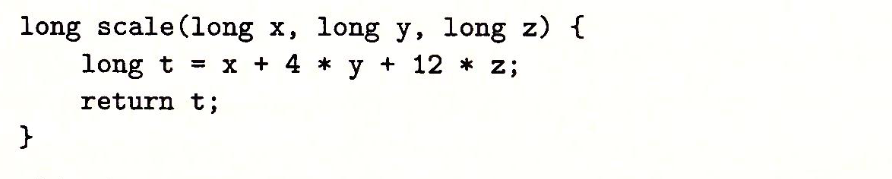 long scale(long x, long y, long z) {
    long t = x + 4 * y + 12 * z;
    return t;
}